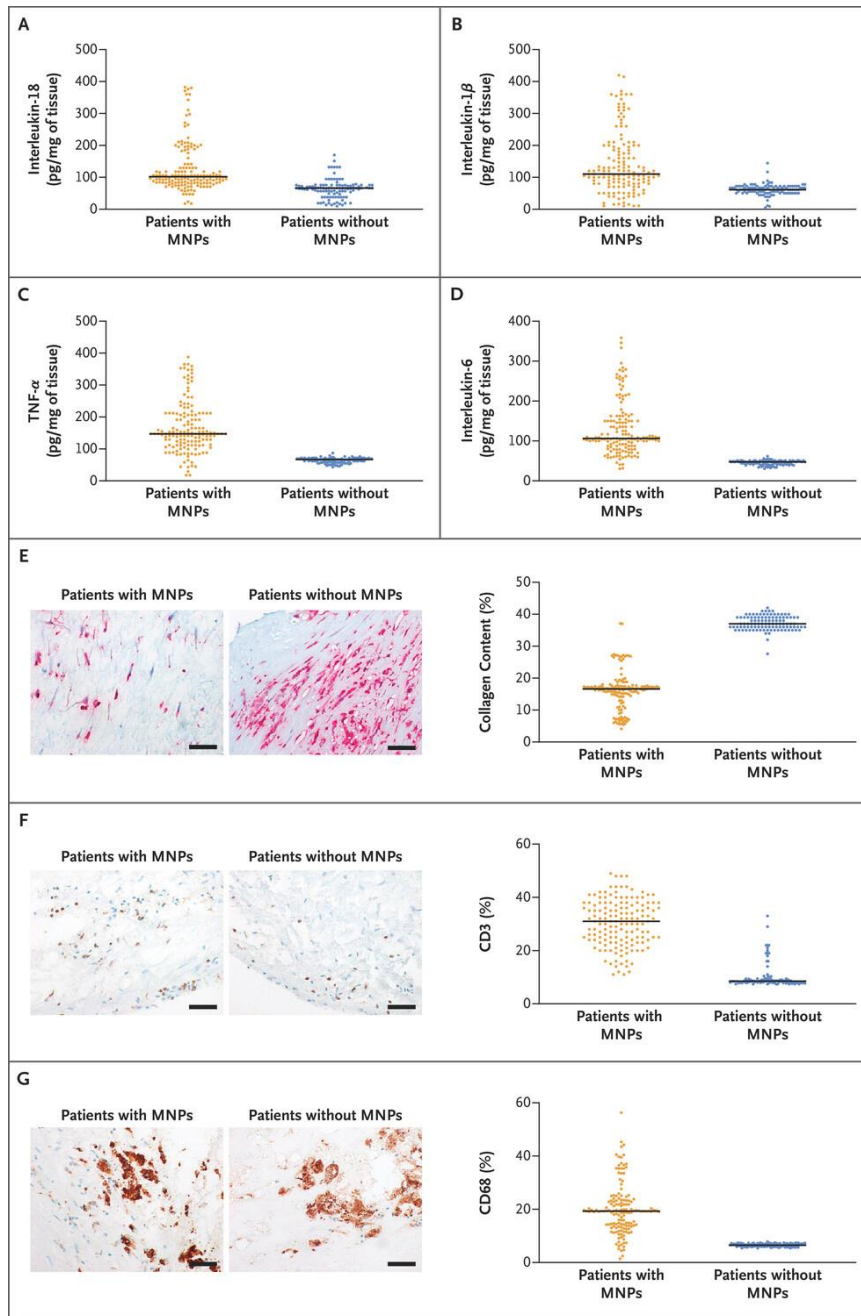 A
Interleukin-18
(pg/mg of tissue)
500
400
300
200
100
0
Patients with
MNPs
Patients without
MNPs
B
Interleukin-1β
(pg/mg of tissue)
500
400
300
200
100
0
Patients with
MNPs
Patients without
MNPs
C
TNF-α
(pg/mg of tissue)
500
400
300
200
100
0
Patients with
MNPs
Patients without
MNPs
D
Interleukin-6
(pg/mg of tissue)
400
300
200
100
0
Patients with
MNPs
Patients without
MNPs
E
Patients with MNPs
Patients without MNPs
Collagen Content (%)
50
40
30
20
10
0
Patients with
MNPs
Patients without
MNPs
F
Patients with MNPs
Patients without MNPs
CD3 (%)
60
40
20
0
Patients with
MNPs
Patients without
MNPs
G
Patients with MNPs
Patients without MNPs
CD68 (%)
60
40
20
0
Patients with
MNPs
Patients without
MNPs